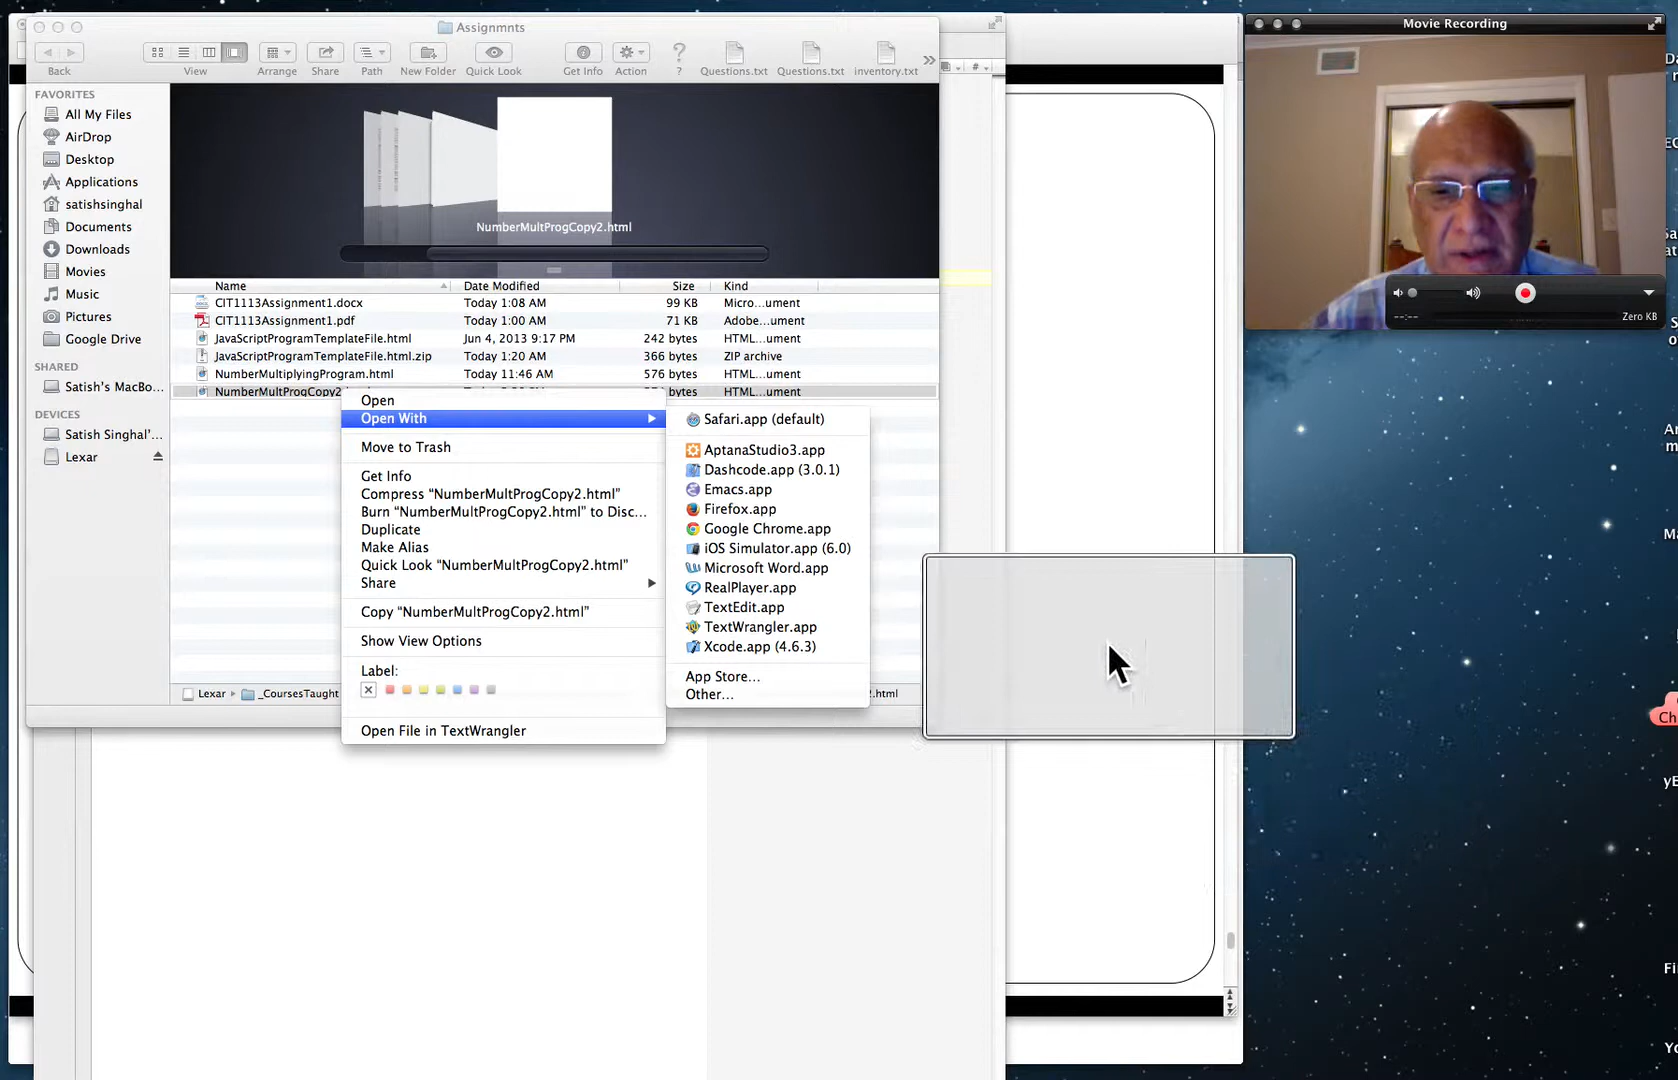 Assignmnts
Back
View
Arrange
Share
Path
New Folder
Quick Look
Get Info
Action
?
?
Questions.txt
Questions.txt
inventory.txt
FAVORITES
All My Files
AirDrop
Desktop
Applications
satishsinghal
Documents
Downloads
Movies
Music
Pictures
Google Drive
SHARED
Satish's MacBo...
DEVICES
Satish Singhal'...
Lexar
NumberMultProgCopy2.html
Name Date Modified Size Kind
CIT1113Assignment1.docx Today 1:08 AM 99 KB Micro...ument
CIT1113Assignment1.pdf Today 1:00 AM 71 KB Adobe...ument
JavaScriptProgramTemplateFile.html Jun 4, 2013 9:17 PM 242 bytes HTML...ument
JavaScriptProgramTemplateFile.html.zip Today 1:20 AM 366 bytes ZIP archive
NumberMultiplyingProgram.html Today 11:46 AM 576 bytes HTML...ument
NumberMultProgCopy2 bytes HTML...ument
Open
Open With
Move to Trash
Get Info
Compress "NumberMultProgCopy2.html"
Burn "NumberMultProgCopy2.html" to Disc...
Duplicate
Make Alias
Quick Look "NumberMultProgCopy2.html"
Share
Copy "NumberMultProgCopy2.html"
Show View Options
Label:
Open File in TextWrangler
Safari.app (default)
AptanaStudio3.app
Dashcode.app (3.0.1)
Emacs.app
Firefox.app
Google Chrome.app
iOS Simulator.app (6.0)
Microsoft Word.app
RealPlayer.app
TextEdit.app
TextWrangler.app
Xcode.app (4.6.3)
App Store...
Other...
Lexar _CoursesTaught .html
Movie Recording
--:-- Zero KB